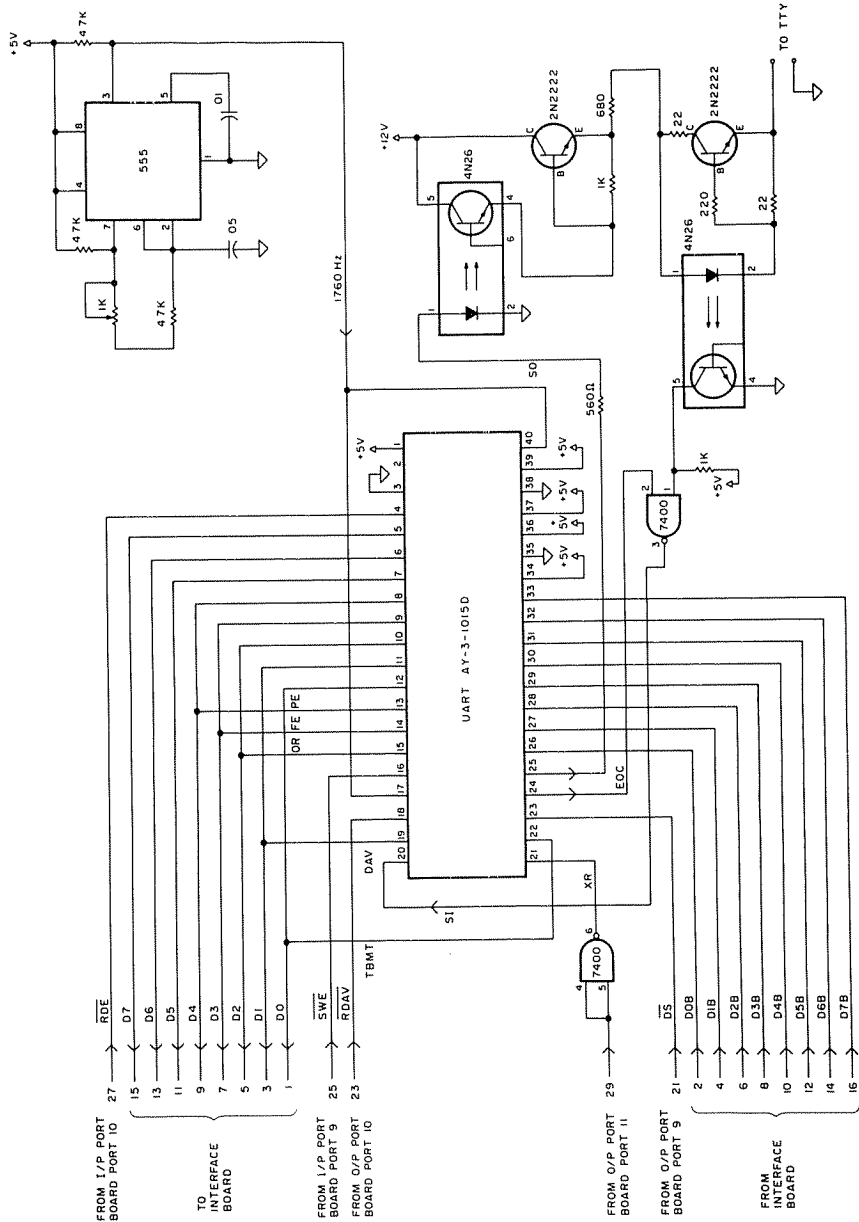 +5V
4.7K
4.7K
1K
4.7K
7
4
8
3
6
2
5
1
555
.01
.05
1760 Hz
FROM I/P PORT
BOARD PORT 10
27
RDE
15
D7
13
D6
11
D5
9
D4
7
D3
5
D2
3
D1
1
D0
TO
INTERFACE
BOARD
FROM I/P PORT
BOARD PORT 9
25
SWE
FROM O/P PORT
BOARD PORT 10
23
RDAV
TBMT
DAV
SI
OR FE PE
+5V
20 19 18 17 16 15 14 13 12 11 10 9 8 7 6 5 4 3 2 1
UART AY-3-1015D
21 22 23 24 25 26 27 28 29 30 31 32 33 34 35 36 37 38 39 40
+5V
+5V
+5V
+5V
XR
EOC
SO
560Ω
FROM O/P PORT
BOARD PORT 11
29
4
5
6
7400
FROM O/P PORT
BOARD PORT 9
21
DS
2
D0B
4
D1B
6
D2B
8
D3B
10
D4B
12
D5B
14
D6B
16
D7B
FROM
INTERFACE
BOARD
+12V
4N26
1
2
5
4
6
2N2222
C
B
E
1K
680
3
7400
2
1
1K
+5V
4N26
5
4
1
2
220
22
22
2N2222
C
B
E
TO TTY